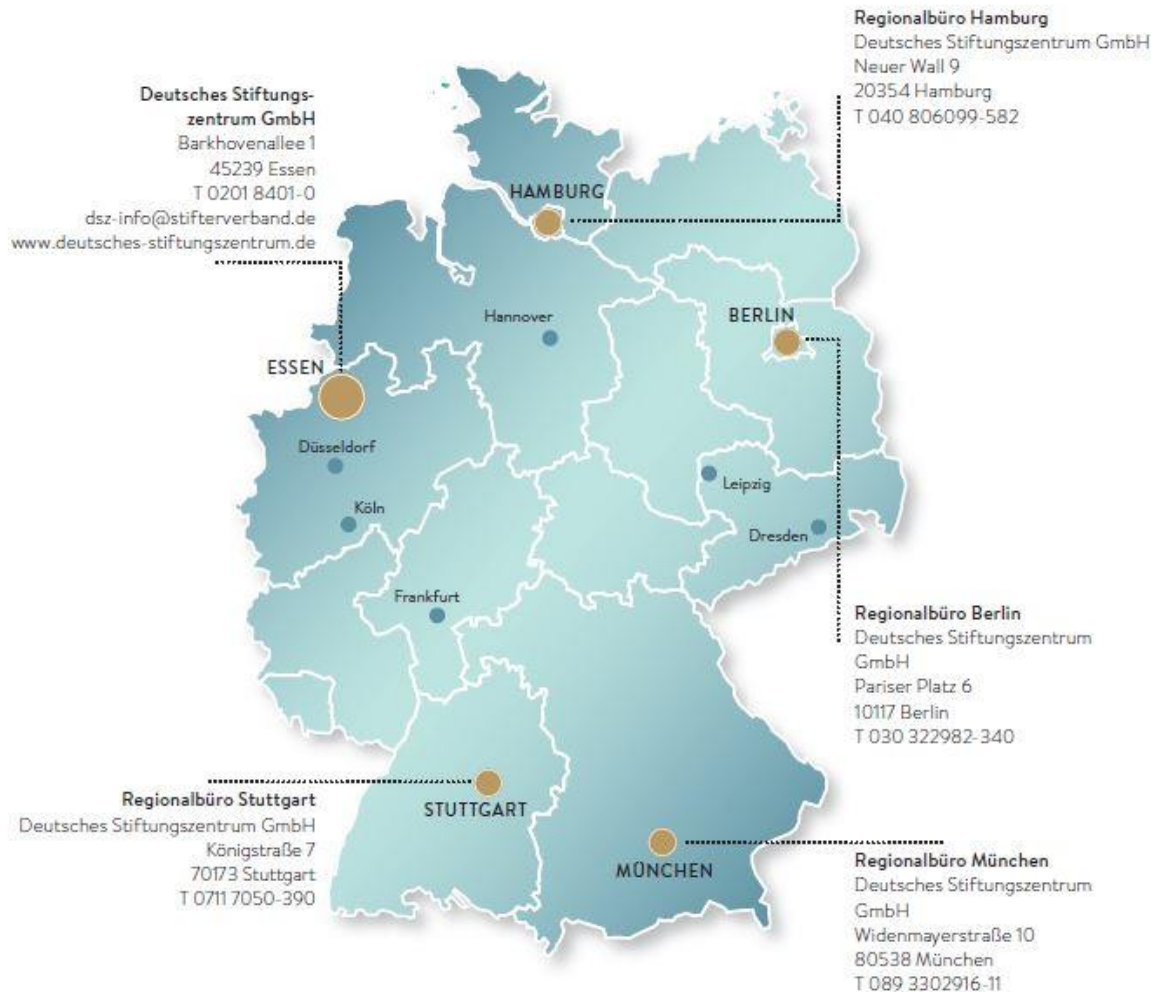 Regionalbüro Hamburg
Deutsches Stiftungszentrum GmbH
Neuer Wall 9
20354 Hamburg
T 040 806099-582
Deutsches Stiftungs-
zentrum GmbH
Barkhovenallee 1
45239 Essen
T 0201 8401-0
dsz-info@stifterverband.de
www.deutsches-stiftungszentrum.de
HAMBURG
Hannover
BERLIN
ESSEN
Düsseldorf
Köln
Leipzig
Dresden
Frankfurt
Regionalbüro Berlin
Deutsches Stiftungszentrum
GmbH
Pariser Platz 6
10117 Berlin
T 030 322982-340
Regionalbüro Stuttgart
Deutsches Stiftungszentrum GmbH
Königstraße 7
70173 Stuttgart
T 0711 7050-390
STUTTGART
MÜNCHEN
Regionalbüro München
Deutsches Stiftungszentrum
GmbH
Widenmayerstraße 10
80538 München
T 089 3302916-11